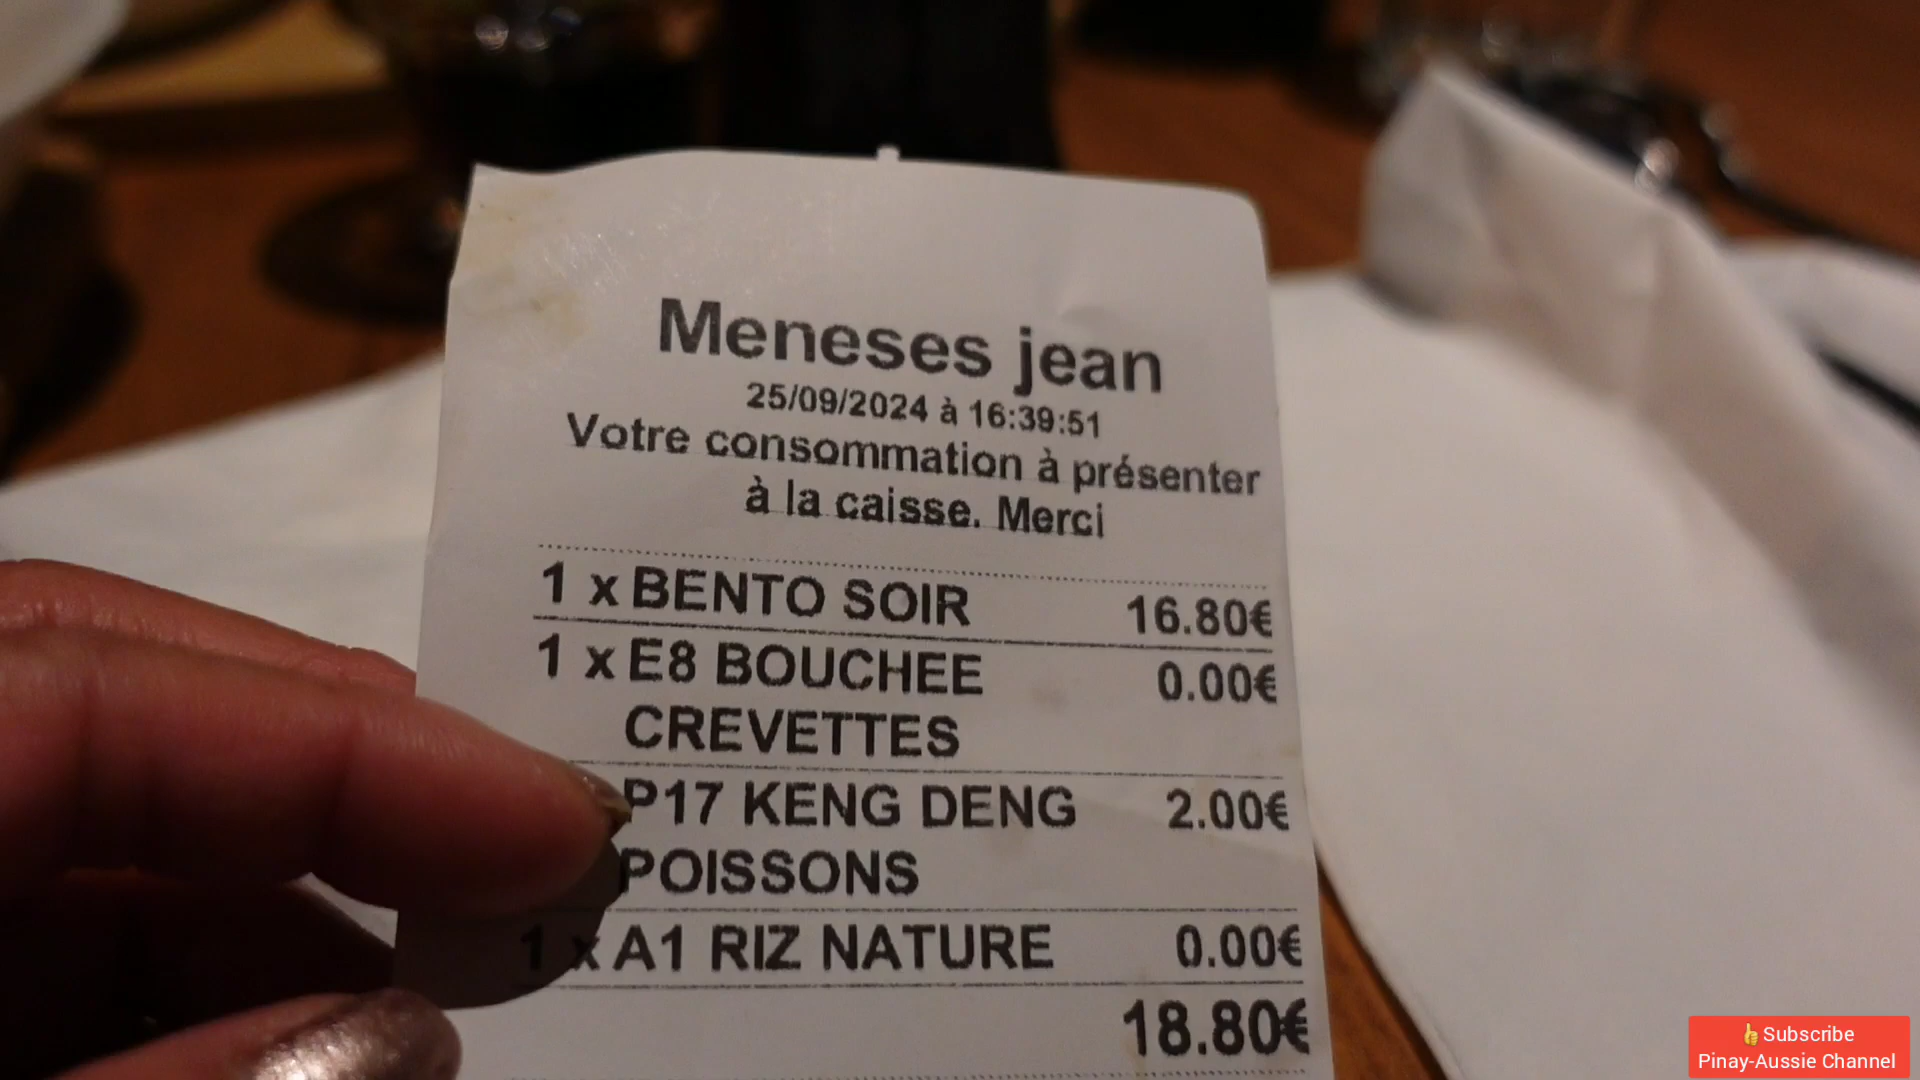 Meneses jean
25/09/2024 à 16:39:51
Votre consommation à présenter
à la caisse. Merci
1 x BENTO SOIR 16.80€
1 x E8 BOUCHEE 0.00€
CREVETTES
P17 KENG DENG 2.00€
POISSONS
1 x A1 RIZ NATURE 0.00€
18.80€
👍Subscribe
Pinay-Aussie Channel